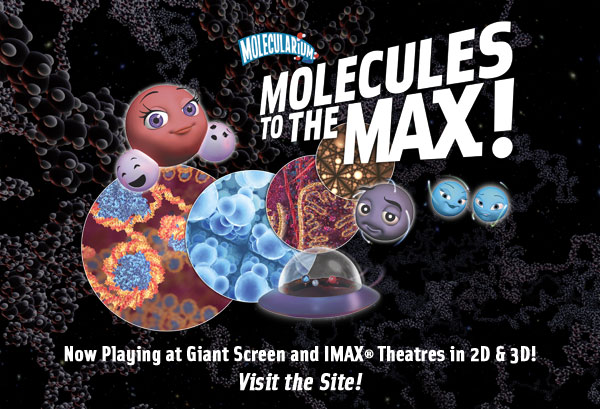 MOLECULARIUM
MOLECULES
TO THE MAX!
Now Playing at Giant Screen and IMAX® Theatres in 2D & 3D!
Visit the Site!